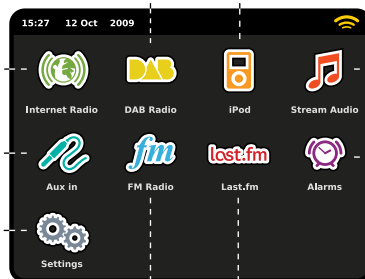 15:27 12 Oct 2009
DAB
Internet Radio DAB Radio iPod Stream Audio
fm last.fm
Aux in FM Radio Last.fm Alarms
Settings